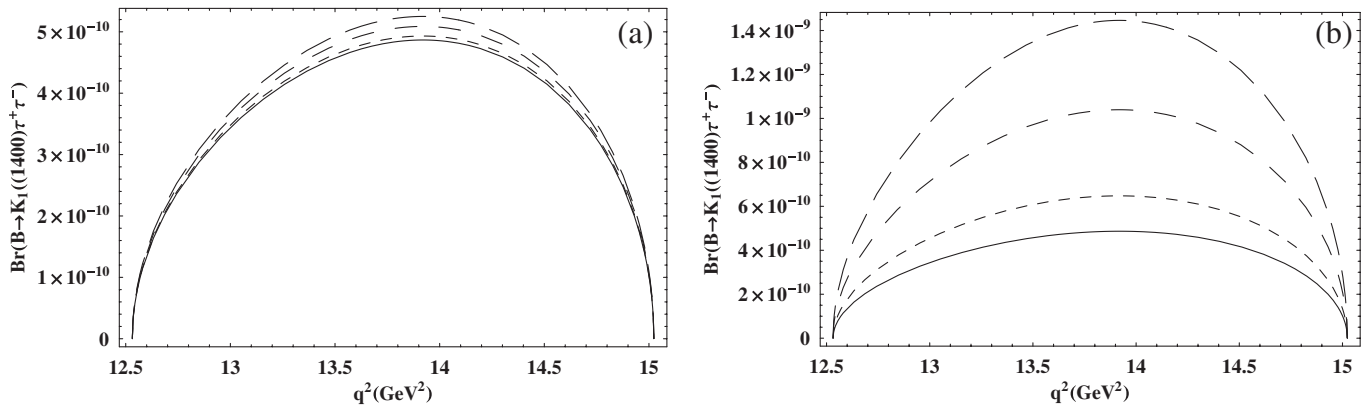 (a)
Br(B→K₁((1400)τ⁺τ⁻)
5×10⁻¹⁰
4×10⁻¹⁰
3×10⁻¹⁰
2×10⁻¹⁰
1×10⁻¹⁰
0
12.5 13 13.5 14 14.5 15
q²(GeV²)
(b)
Br(B→K₁((1400)τ⁺τ⁻)
1.4×10⁻⁹
1.2×10⁻⁹
1×10⁻⁹
8×10⁻¹⁰
6×10⁻¹⁰
4×10⁻¹⁰
2×10⁻¹⁰
0
12.5 13 13.5 14 14.5 15
q²(GeV²)